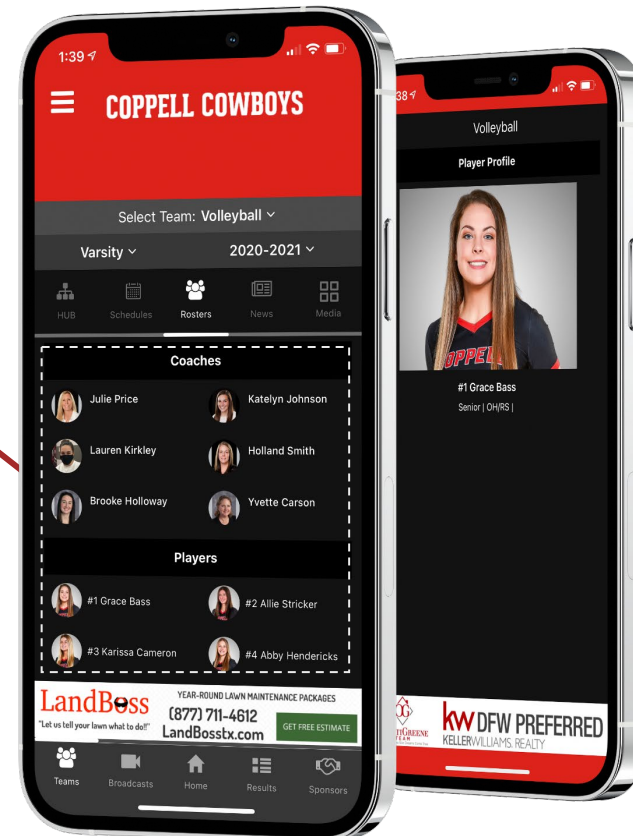 1:39
COPPELL COWBOYS
Select Team: Volleyball
Varsity 2020-2021
HUB Schedules Rosters News Media
Coaches
Julie Price Katelyn Johnson
Lauren Kirkley Holland Smith
Brooke Holloway Yvette Carson
Players
#1 Grace Bass #2 Allie Stricker
#3 Karissa Cameron #4 Abby Hendericks
LandBoss
"Let us tell your lawn what to do!!"
YEAR-ROUND LAWN MAINTENANCE PACKAGES
(877) 711-4612
LandBosstx.com
GET FREE ESTIMATE
Teams Broadcasts Home Results Sponsors
38
Volleyball
Player Profile
OPPEL
#1 Grace Bass
Senior | OH/RS |
GREENE
TEAM
kw DFW PREFERRED
KELLERWILLIAMS. REALTY